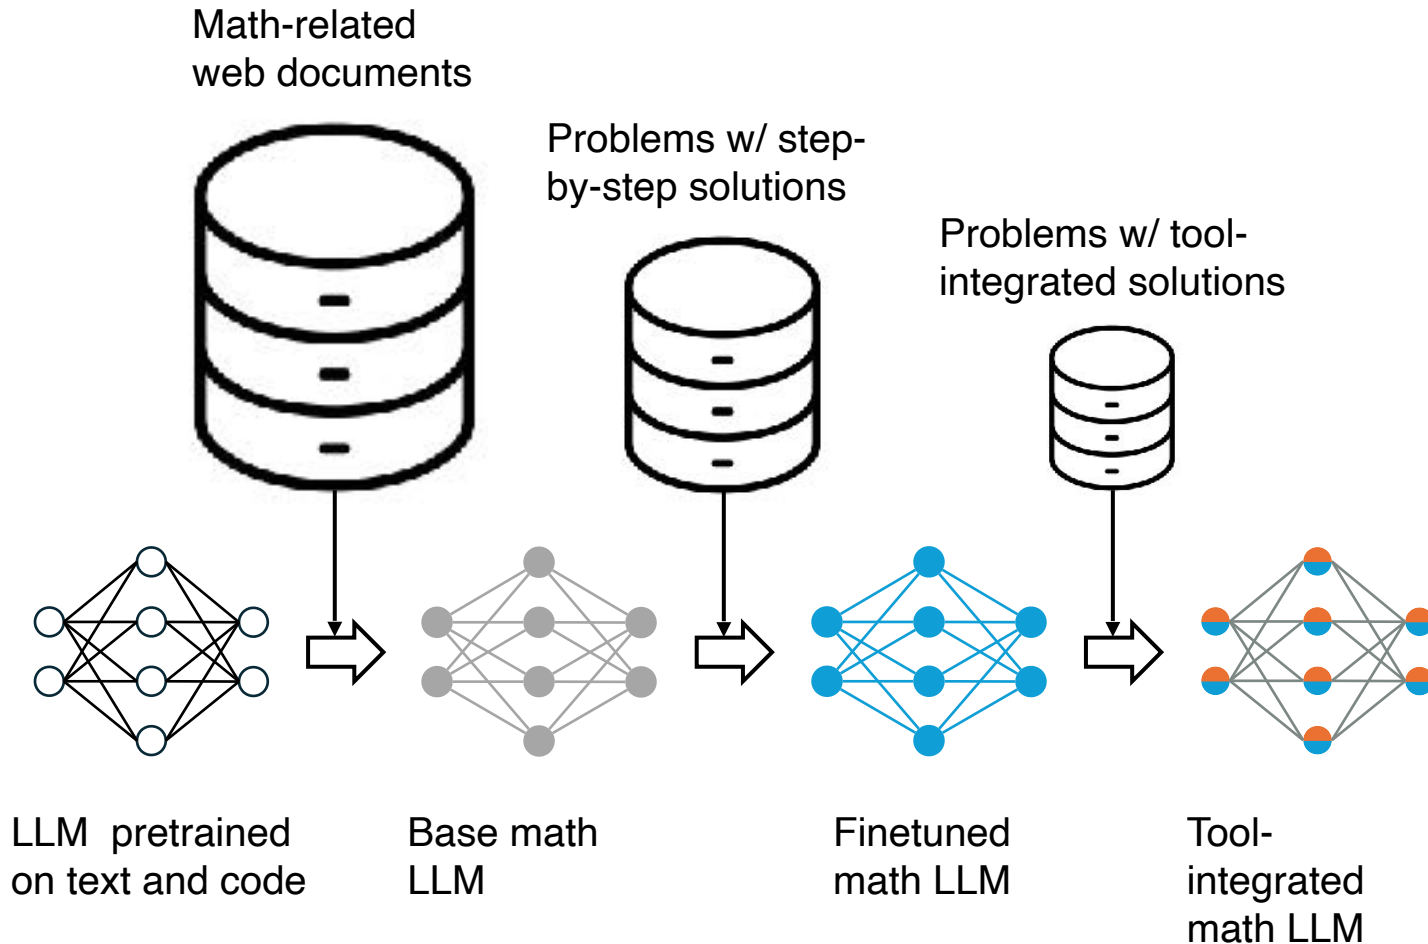 Math-related
web documents
Problems w/ step-
by-step solutions
Problems w/ tool-
integrated solutions
LLM  pretrained
on text and code
Base math
LLM
Finetuned
math LLM
Tool-
integrated
math LLM